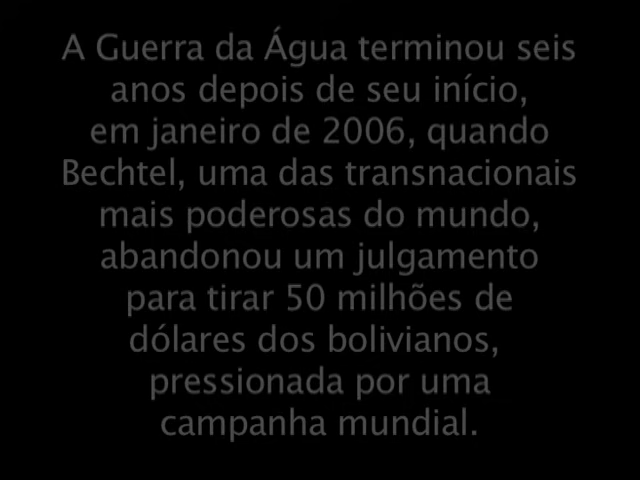 A Guerra da Água terminou seis
anos depois de seu início,
em janeiro de 2006, quando
Bechtel, uma das transnacionais
mais poderosas do mundo,
abandonou um julgamento
para tirar 50 milhões de
dólares dos bolivianos,
pressionada por uma
campanha mundial.